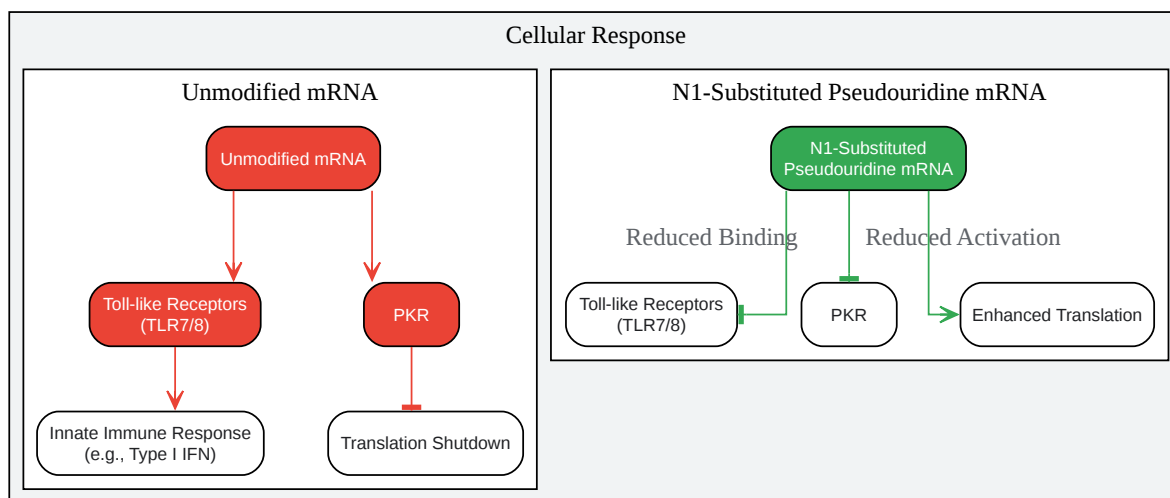 Cellular Response
Unmodified mRNA
Unmodified mRNA
Toll-like Receptors
(TLR7/8)
PKR
Innate Immune Response
(e.g., Type I IFN)
Translation Shutdown
N1-Substituted Pseudouridine mRNA
N1-Substituted
Pseudouridine mRNA
Reduced Binding
Reduced Activation
Toll-like Receptors
(TLR7/8)
PKR
Enhanced Translation